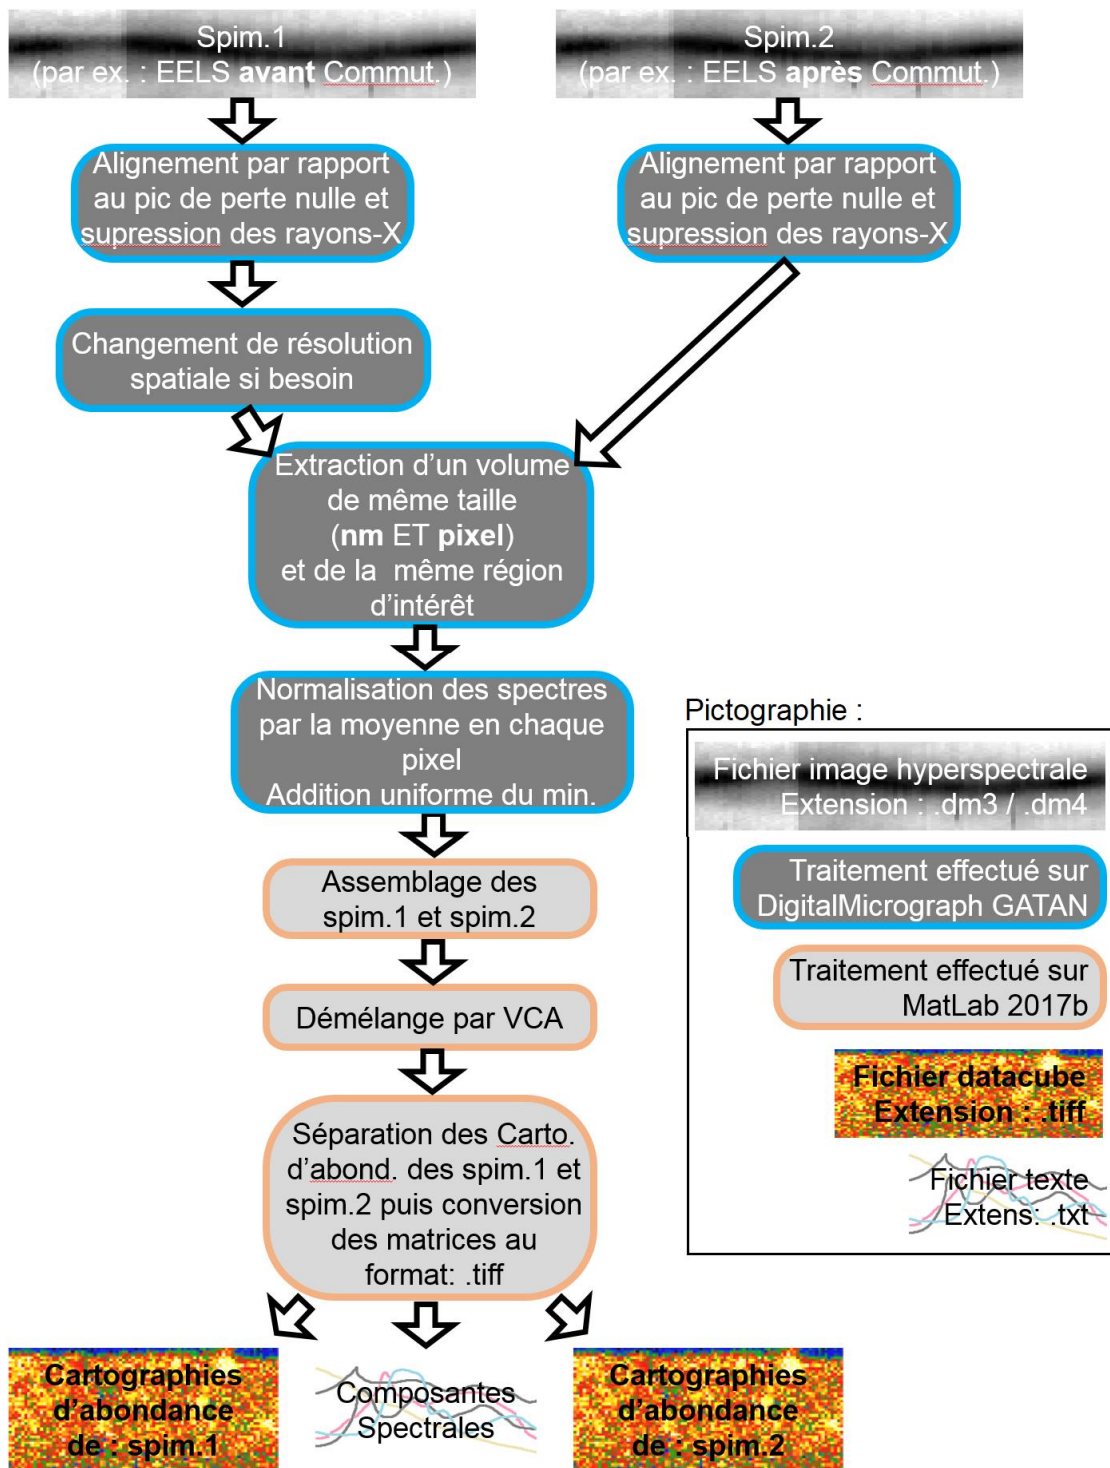 Spim.1
(par ex. : EELS avant Commut.)
Spim.2
(par ex. : EELS après Commut.)
Alignement par rapport
au pic de perte nulle et
supression des rayons-X
Alignement par rapport
au pic de perte nulle et
supression des rayons-X
Changement de résolution
spatiale si besoin
Extraction d'un volume
de même taille
(nm ET pixel)
et de la même région
d'intérêt
Normalisation des spectres
par la moyenne en chaque
pixel
Addition uniforme du min.
Assemblage des
spim.1 et spim.2
Démélange par VCA
Séparation des Carto.
d'abond. des spim.1 et
spim.2 puis conversion
des matrices au
format: .tiff
Cartographies
d'abondance
de : spim.1
Composantes
Spectrales
Cartographies
d'abondance
de : spim.2
Pictographie :
Fichier image hyperspectrale
Extension : .dm3 / .dm4
Traitement effectué sur
DigitalMicrograph GATAN
Traitement effectué sur
MatLab 2017b
Fichier datacube
Extension : .tiff
Fichier texte
Extens: .txt